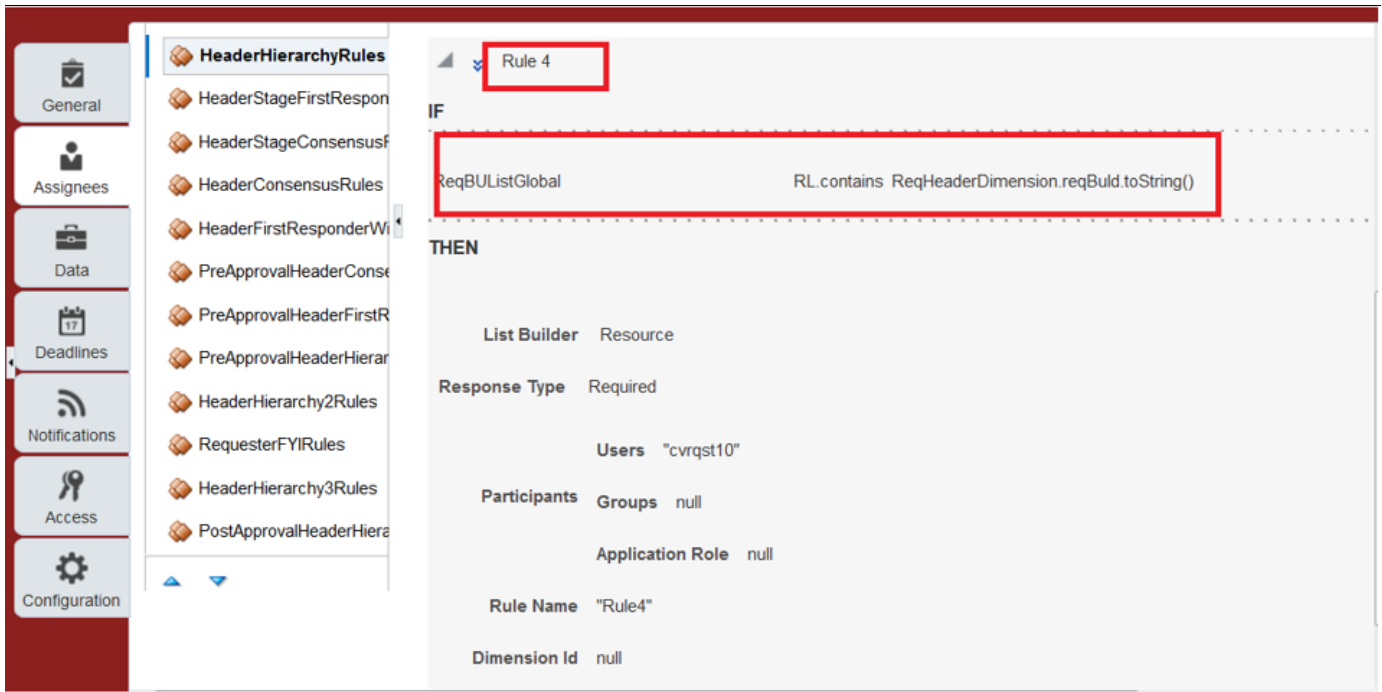 General
Assignees
Data
17
Deadlines
Notifications
Access
Configuration
HeaderHierarchyRules
HeaderStageFirstRespon
HeaderStageConsensusR
HeaderConsensusRules
HeaderFirstResponderWi
PreApprovalHeaderConse
PreApprovalHeaderFirstR
PreApprovalHeaderHierar
HeaderHierarchy2Rules
RequesterFYIRules
HeaderHierarchy3Rules
PostApprovalHeaderHiera
Rule 4
IF
ReqBUListGlobal RL.contains ReqHeaderDimension.reqBuId.toString()
THEN
List Builder Resource
Response Type Required
Users "cvrqst10"
Participants
Groups null
Application Role null
Rule Name "Rule4"
Dimension Id null